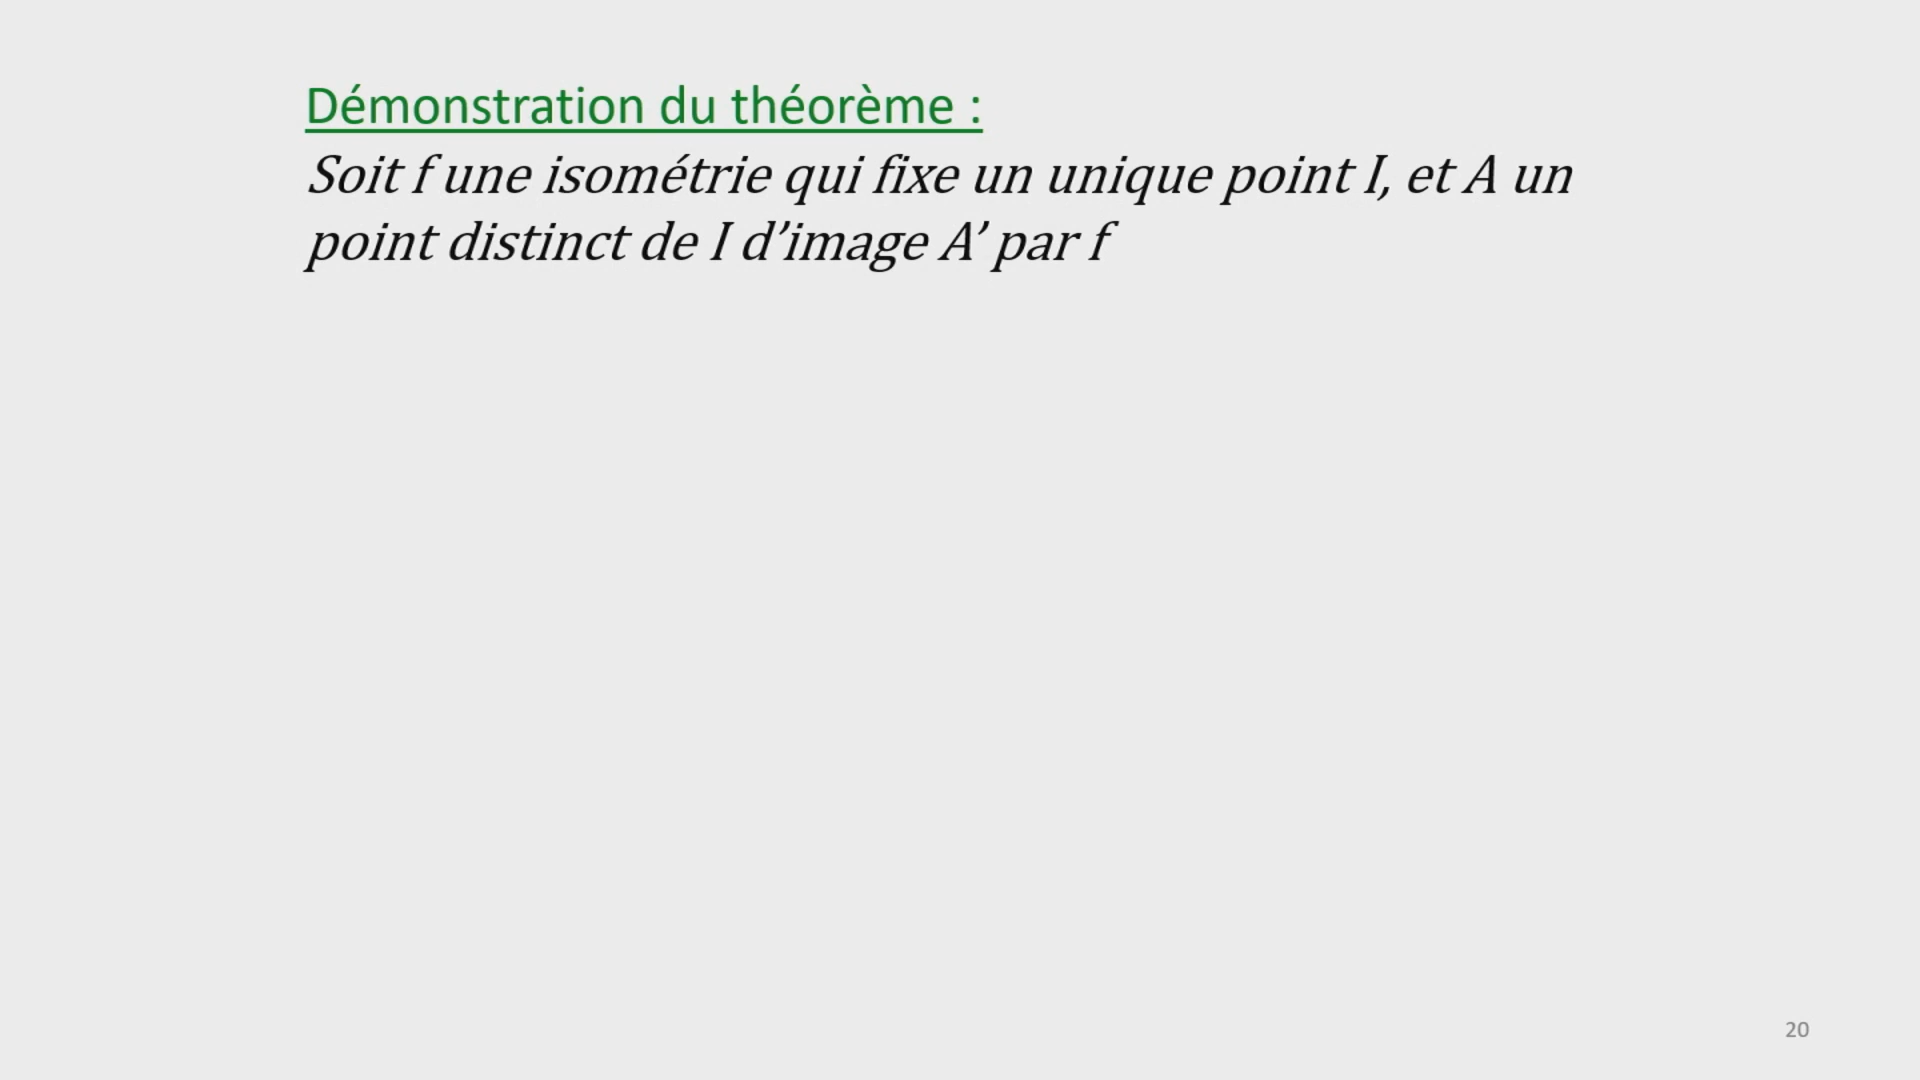 Démonstration du théorème :
Soit f une isométrie qui fixe un unique point I, et A un
point distinct de I d’image A’ par f
20